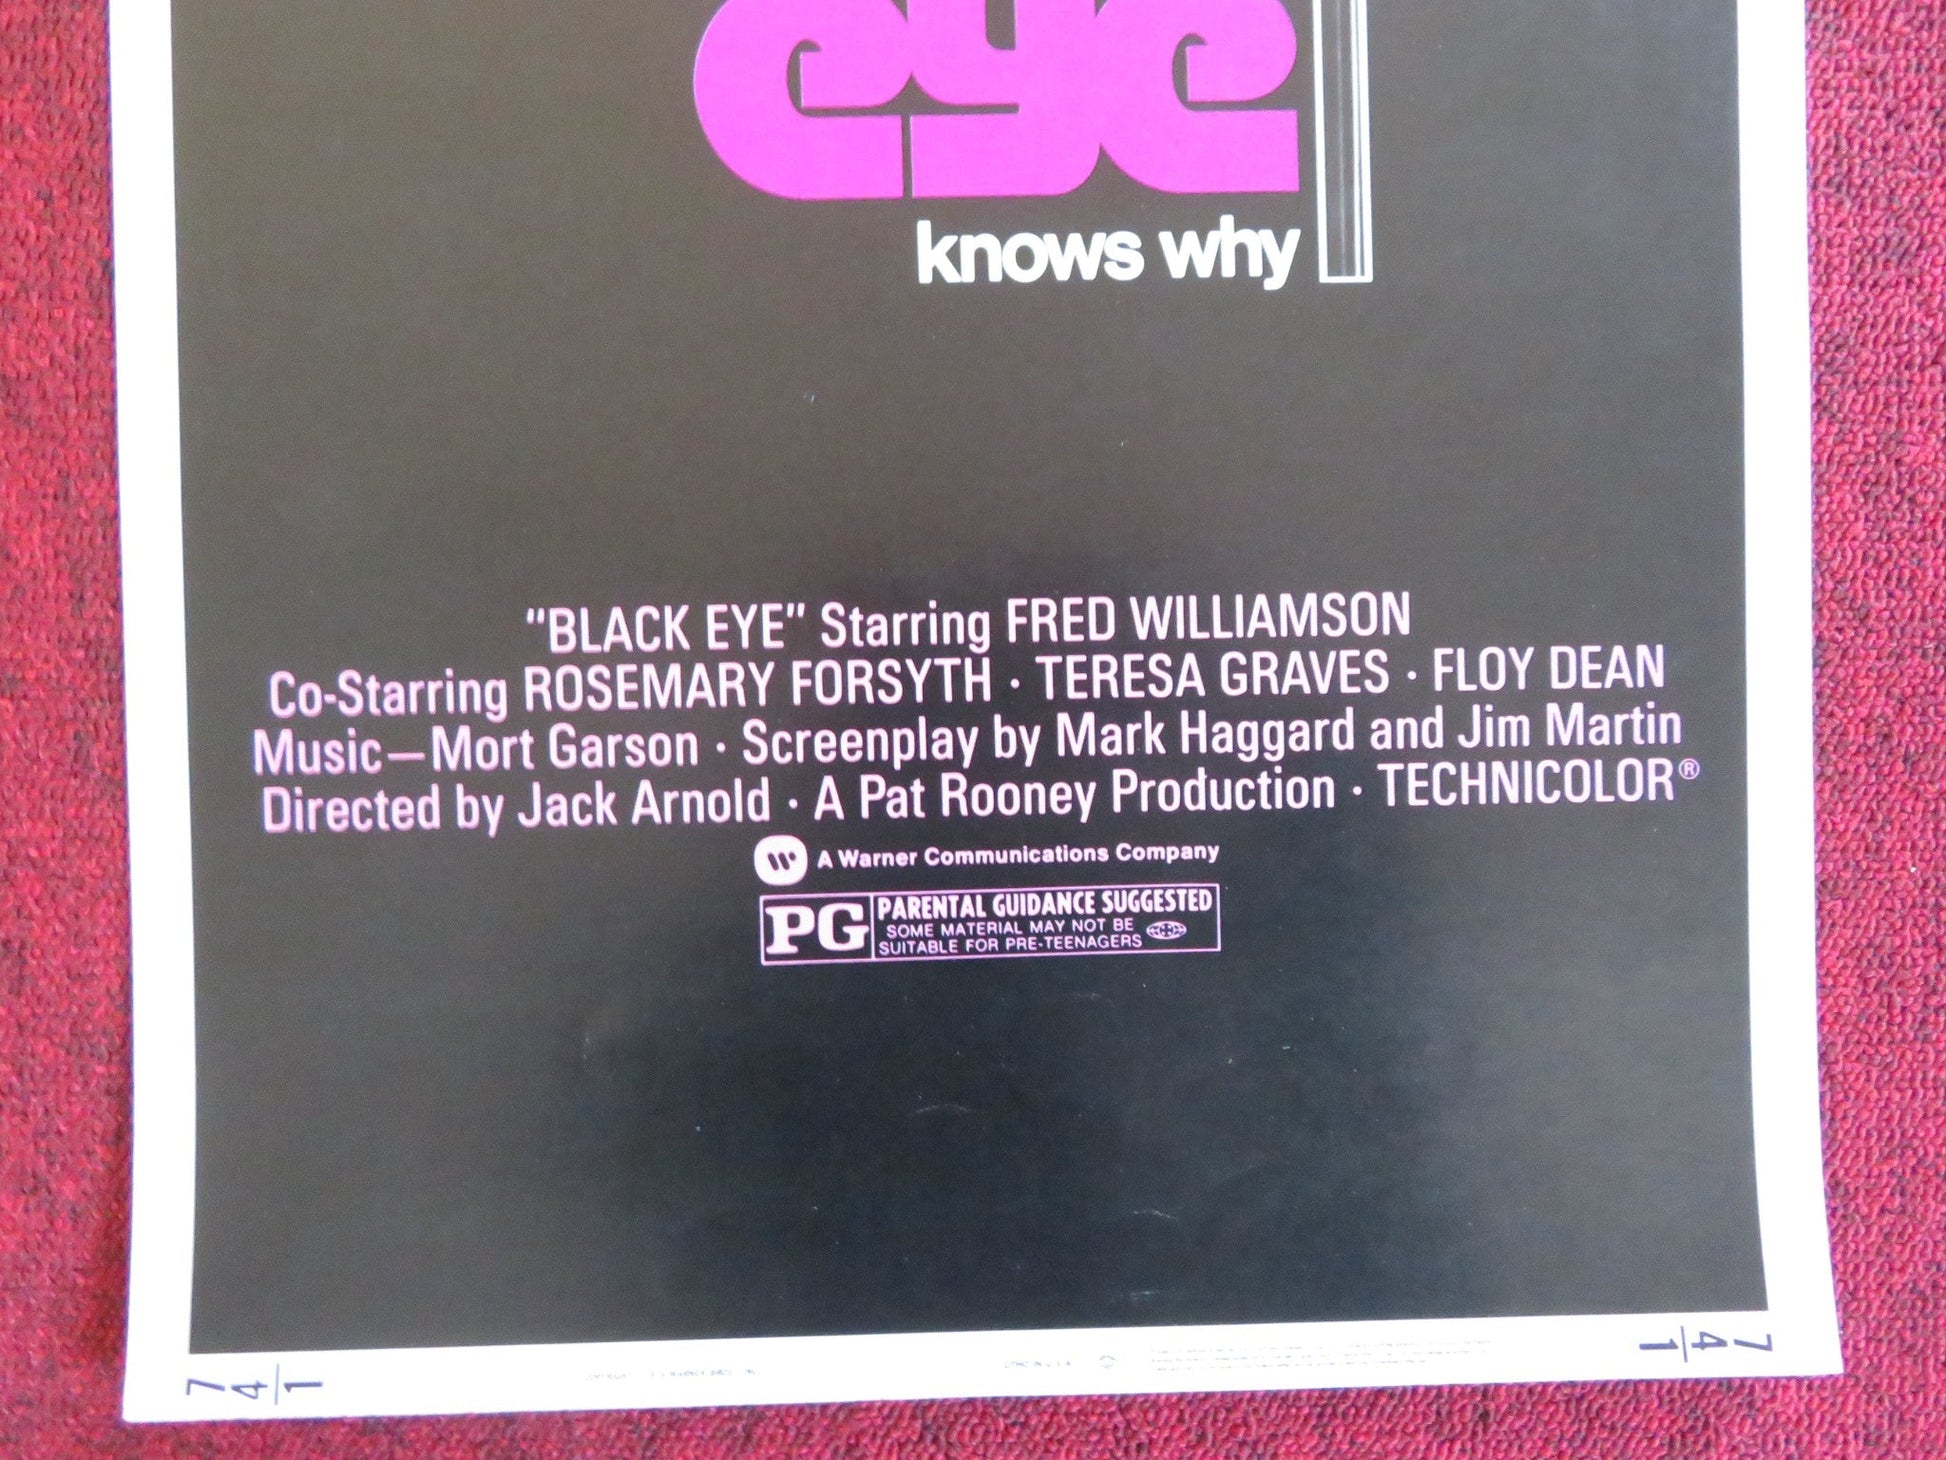 eye
knows why
"BLACK EYE" Starring FRED WILLIAMSON
Co-Starring ROSEMARY FORSYTH · TERESA GRAVES · FLOY DEAN
Music—Mort Garson · Screenplay by Mark Haggard and Jim Martin
Directed by Jack Arnold · A Pat Rooney Production · TECHNICOLOR®
A Warner Communications Company
PG PARENTAL GUIDANCE SUGGESTED
SOME MATERIAL MAY NOT BE
SUITABLE FOR PRE-TEENAGERS
74/1
74/1